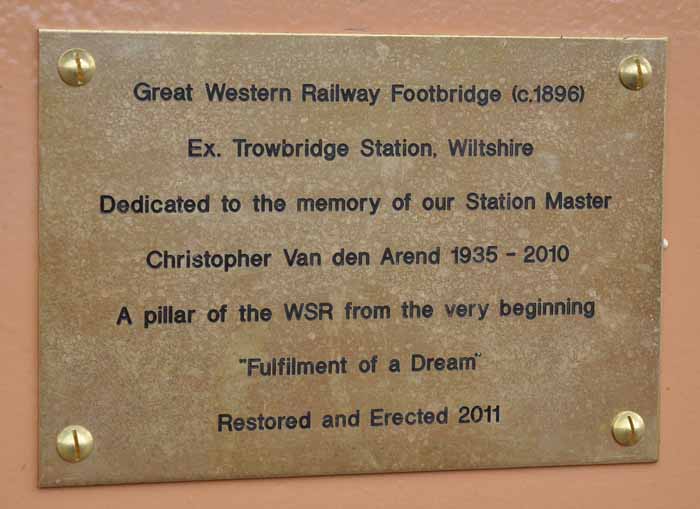 Great Western Railway Footbridge (c.1896)
Ex. Trowbridge Station, Wiltshire
Dedicated to the memory of our Station Master
Christopher Van den Arend 1935 - 2010
A pillar of the WSR from the very beginning
"Fulfilment of a Dream"
Restored and Erected 2011